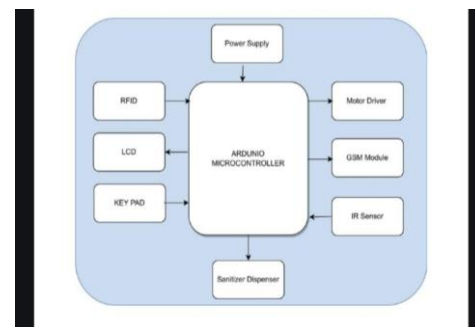 Power Supply
RFID
Motor Driver
LCD
ARDUNIO
MICROCONTROLLER
GSM Module
KEY PAD
IR Sensor
Sanitizer Dispenser